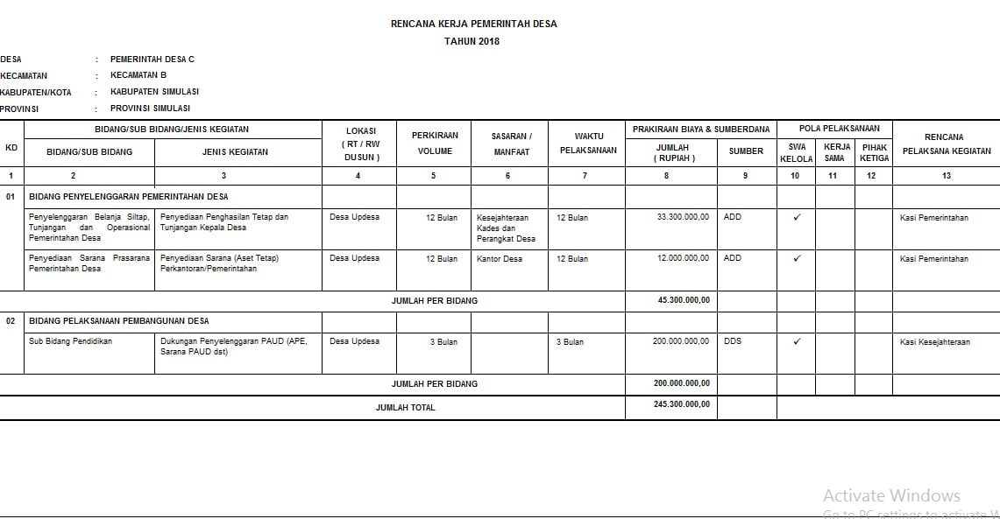 RENCANA KERJA PEMERINTAH DESA
TAHUN 2018
DESA : PEMERINTAH DESA C
KECAMATAN : KECAMATAN B
KABUPATEN/KOTA : KABUPATEN SIMULASI
PROVINSI : PROVINSI SIMULASI
KD
BIDANG/SUB BIDANG/JENIS KEGIATAN
BIDANG/SUB BIDANG
JENIS KEGIATAN
LOKASI
( RT / RW
DUSUN )
PERKIRAAN
VOLUME
SASARAN /
MANFAAT
WAKTU
PELAKSANAAN
PRAKIRAAN BIAYA & SUMBERDANA
JUMLAH
( RUPIAH )
SUMBER
POLA PELAKSANAAN
SWA
KELOLA
KERJA
SAMA
PIHAK
KETIGA
RENCANA
PELAKSANA KEGIATAN
1 2 3 4 5 6 7 8 9 10 11 12 13
01 BIDANG PENYELENGGARAN PEMERINTAHAN DESA
Penyelenggaran Belanja Siltap,
Tunjangan dan Operasional
Pemerintahan Desa
Penyediaan Penghasilan Tetap dan
Tunjangan Kepala Desa
Desa Updesa
12 Bulan
Kesejahteraan
Kades dan
Perangkat Desa
12 Bulan
33.300.000,00
ADD
✓
Kasi Pemerintahan
Penyediaan Sarana Prasarana
Pemerintahan Desa
Penyediaan Sarana (Aset Tetap)
Perkantoran/Pemerintahan
Desa Updesa
12 Bulan
Kantor Desa
12 Bulan
12.000.000,00
ADD
✓
Kasi Pemerintahan
JUMLAH PER BIDANG 45.300.000,00
02 BIDANG PELAKSANAAN PEMBANGUNAN DESA
Sub Bidang Pendidikan
Dukungan Penyelenggaran PAUD (APE,
Sarana PAUD dst)
Desa Updesa
3 Bulan
3 Bulan
200.000.000,00
DDS
✓
Kasi Kesejahteraan
JUMLAH PER BIDANG 200.000.000,00
JUMLAH TOTAL 245.300.000,00
Activate Windows
Go to PC settings to activate W